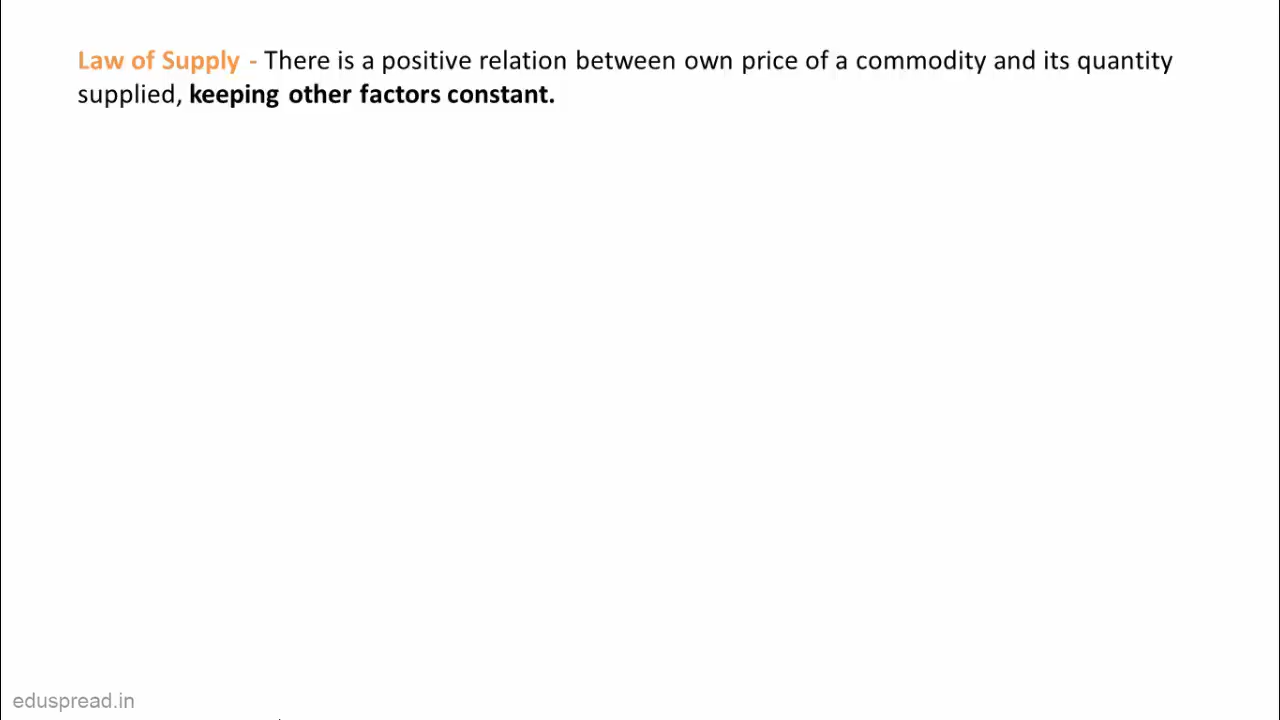 Law of Supply - There is a positive relation between own price of a commodity and its quantity
supplied, keeping other factors constant.
eduspread.in